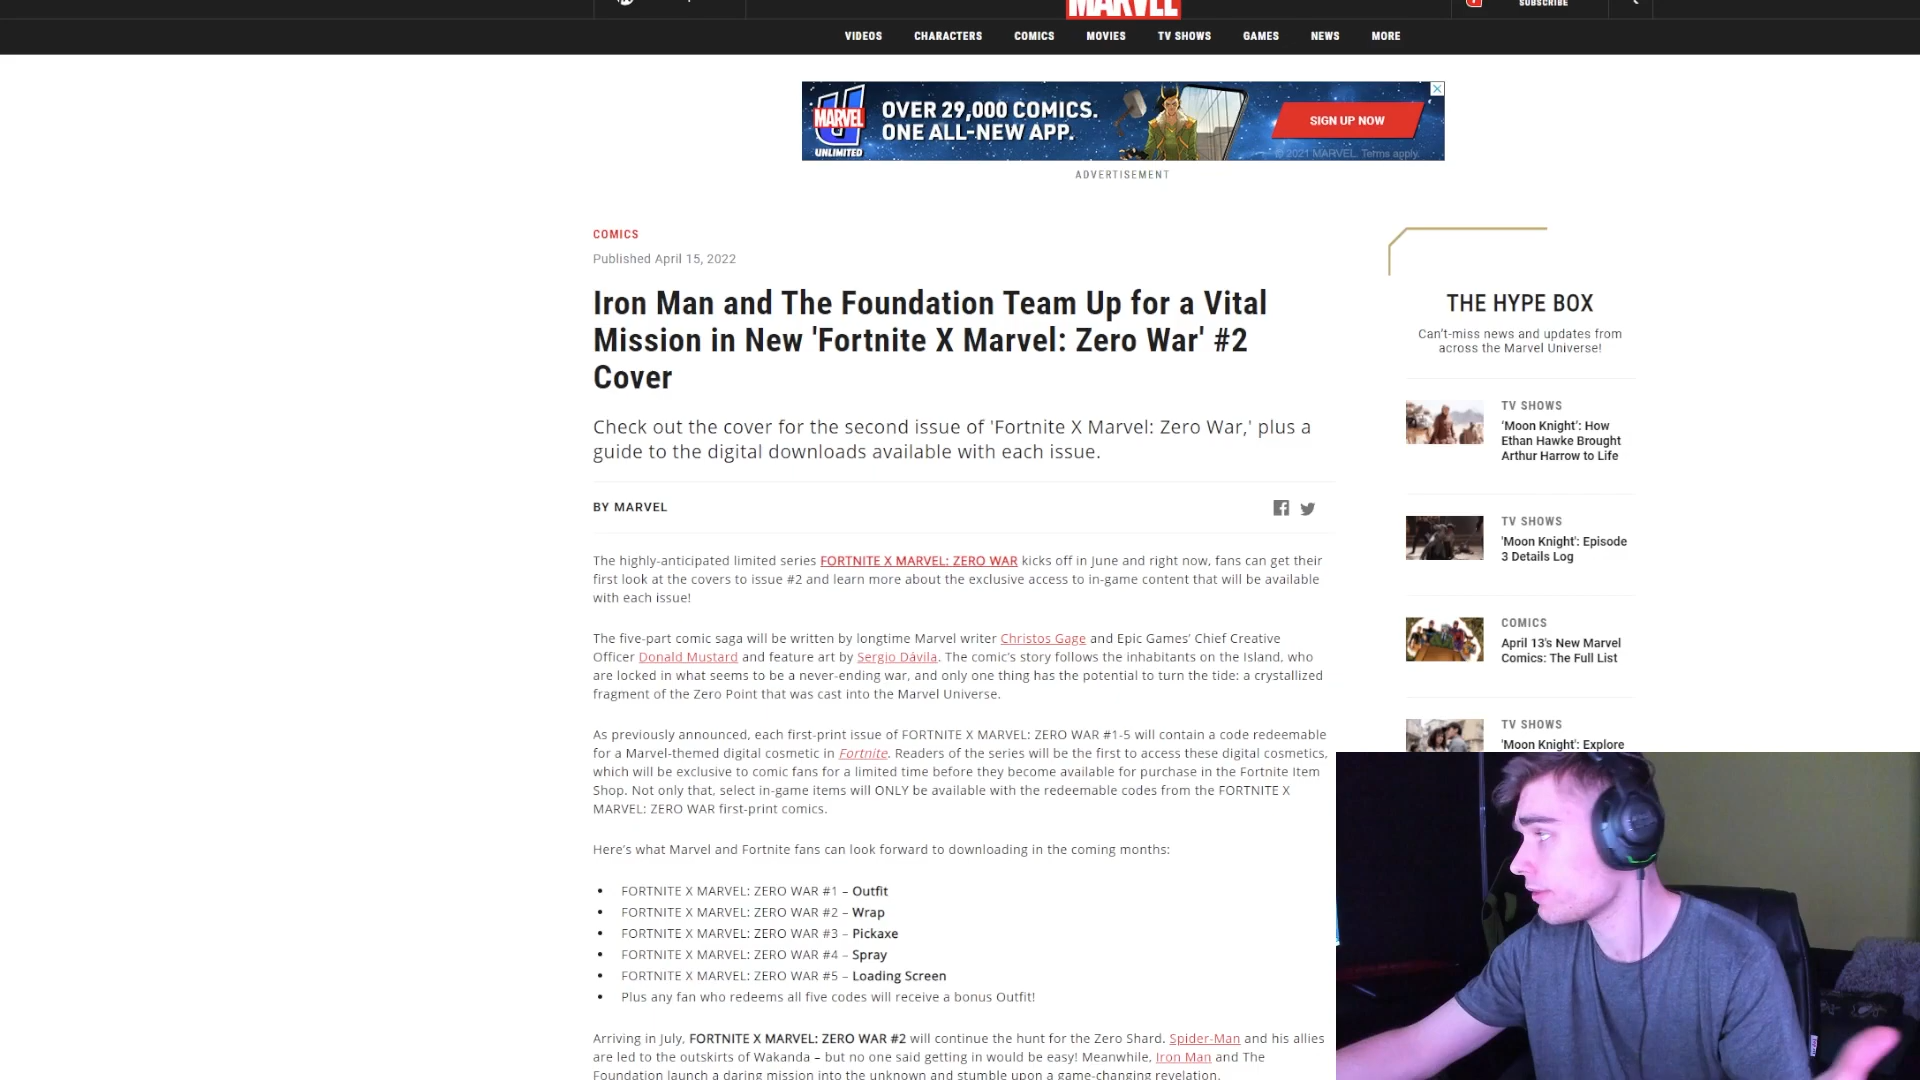 MARVEL
SUBSCRIBE
VIDEOS CHARACTERS COMICS MOVIES TV SHOWS GAMES NEWS MORE
MARVEL
UNLIMITED
OVER 29,000 COMICS.
ONE ALL-NEW APP.
SIGN UP NOW
© 2021 MARVEL. Terms apply.
ADVERTISEMENT
COMICS
Published April 15, 2022
Iron Man and The Foundation Team Up for a Vital
Mission in New 'Fortnite X Marvel: Zero War' #2
Cover
Check out the cover for the second issue of 'Fortnite X Marvel: Zero War,' plus a
guide to the digital downloads available with each issue.
BY MARVEL
The highly-anticipated limited series FORTNITE X MARVEL: ZERO WAR kicks off in June and right now, fans can get their
first look at the covers to issue #2 and learn more about the exclusive access to in-game content that will be available
with each issue!
The five-part comic saga will be written by longtime Marvel writer Christos Gage and Epic Games' Chief Creative
Officer Donald Mustard and feature art by Sergio Dávila. The comic's story follows the inhabitants on the Island, who
are locked in what seems to be a never-ending war, and only one thing has the potential to turn the tide: a crystallized
fragment of the Zero Point that was cast into the Marvel Universe.
As previously announced, each first-print issue of FORTNITE X MARVEL: ZERO WAR #1-5 will contain a code redeemable
for a Marvel-themed digital cosmetic in Fortnite. Readers of the series will be the first to access these digital cosmetics,
which will be exclusive to comic fans for a limited time before they become available for purchase in the Fortnite Item
Shop. Not only that, select in-game items will ONLY be available with the redeemable codes from the FORTNITE X
MARVEL: ZERO WAR first-print comics.
Here's what Marvel and Fortnite fans can look forward to downloading in the coming months:
• FORTNITE X MARVEL: ZERO WAR #1 – Outfit
• FORTNITE X MARVEL: ZERO WAR #2 – Wrap
• FORTNITE X MARVEL: ZERO WAR #3 – Pickaxe
• FORTNITE X MARVEL: ZERO WAR #4 – Spray
• FORTNITE X MARVEL: ZERO WAR #5 – Loading Screen
• Plus any fan who redeems all five codes will receive a bonus Outfit!
Arriving in July, FORTNITE X MARVEL: ZERO WAR #2 will continue the hunt for the Zero Shard. Spider-Man and his allies
are led to the outskirts of Wakanda – but no one said getting in would be easy! Meanwhile, Iron Man and The
Foundation launch a daring mission into the unknown and stumble upon a game-changing revelation.
THE HYPE BOX
Can't-miss news and updates from
across the Marvel Universe!
TV SHOWS
'Moon Knight': How
Ethan Hawke Brought
Arthur Harrow to Life
TV SHOWS
'Moon Knight': Episode
3 Details Log
COMICS
April 13's New Marvel
Comics: The Full List
TV SHOWS
'Moon Knight': Explore